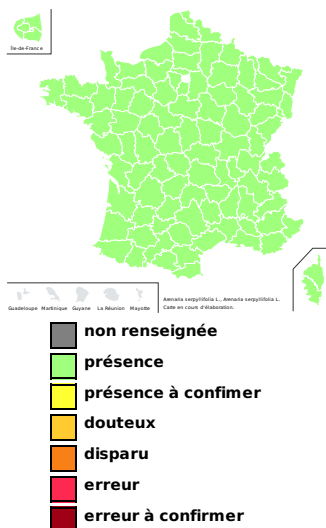 Île-de-France
Guadeloupe Martinique Guyane La Réunion Mayotte
Arenaria serpyllifolia L., Arenaria serpyllifolia L.
Carte en cours d'élaboration.
non renseignée
présence
présence à confimer
douteux
disparu
erreur
erreur à confirmer